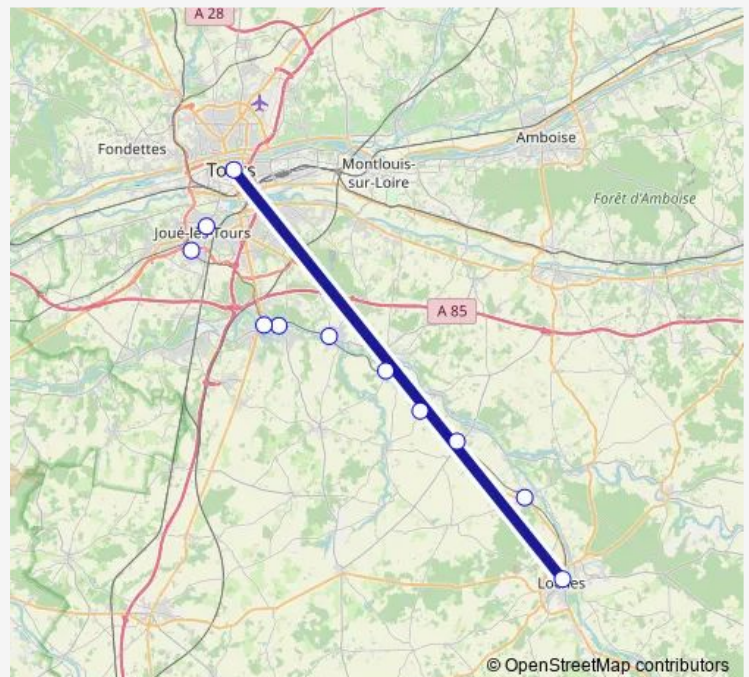 A 28
Fondettes
Tours
Amboise
Montlouis-
sur-Loire
Forêt d'Amboise
Joué-lès-Tours
A 85
Loches
© OpenStreetMap contributors